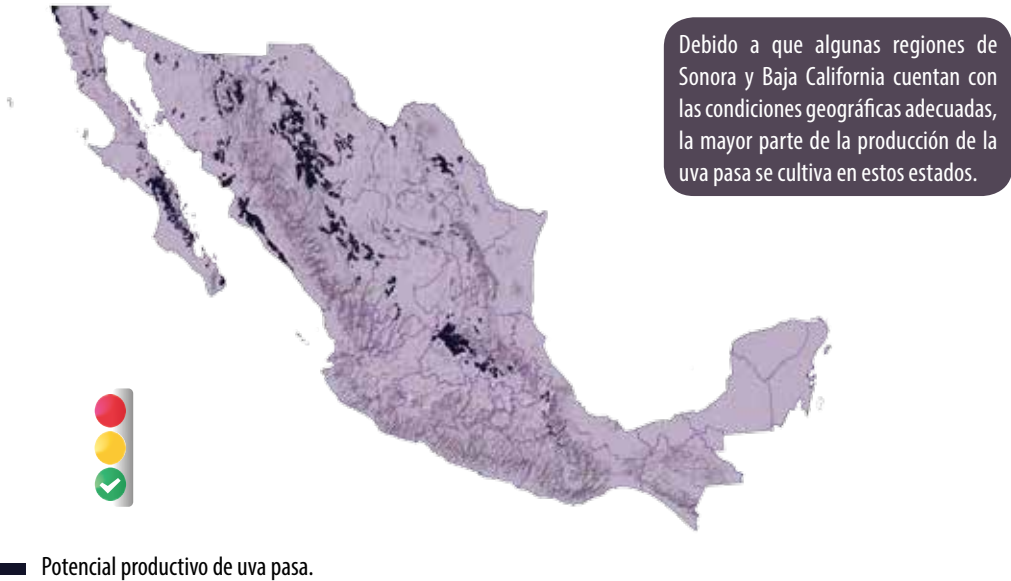 Debido a que algunas regiones de
Sonora y Baja California cuentan con
las condiciones geográficas adecuadas,
la mayor parte de la producción de la
uva pasa se cultiva en estos estados.
Potencial productivo de uva pasa.